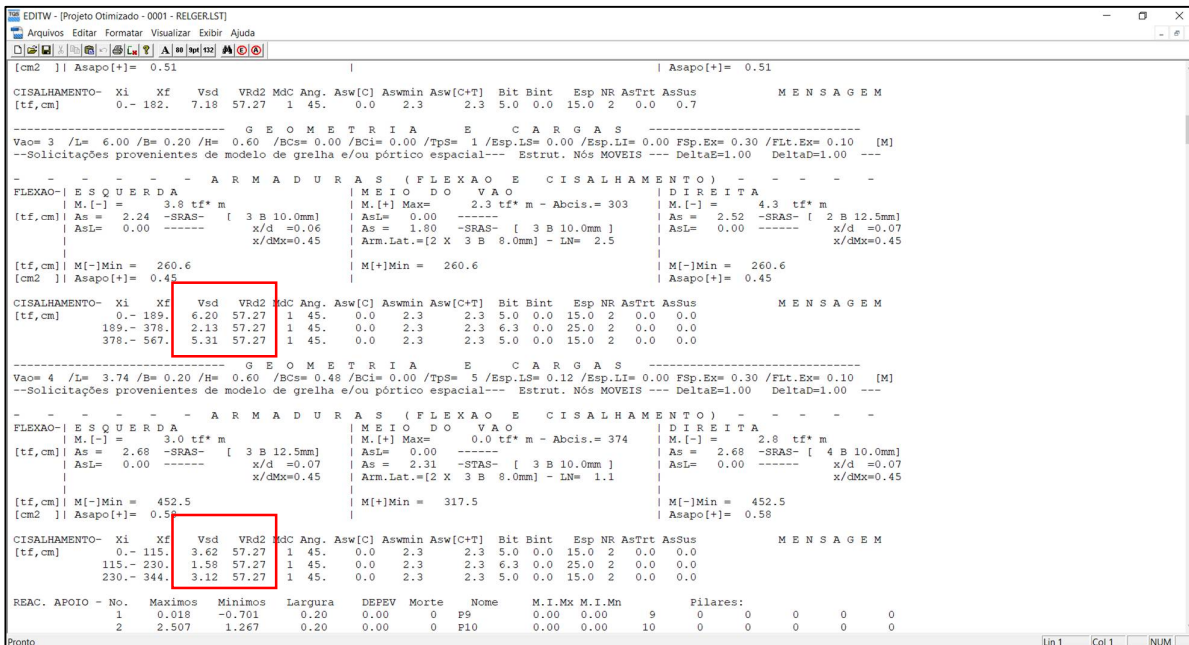 EDITW - [Projeto Otimizado - 0001 - RELGER.LST]
Arquivos Editar Formatar Visualizar Exibir Ajuda
A 80 9pt 132
[cm2 ]| Asapo[+]= 0.51 | | Asapo[+]= 0.51
CISALHAMENTO- Xi Xf Vsd VRd2 MdC Ang. Asw[C] Aswmin Asw[C+T] Bit Bint Esp NR AsTrt AsSus M E N S A G E M
[tf,cm] 0.- 182. 7.18 57.27 1 45. 0.0 2.3 2.3 5.0 0.0 15.0 2 0.0 0.7
------------------------------ G E O M E T R I A E C A R G A S ------------------------------
Vao= 3 /L= 6.00 /B= 0.20 /H= 0.60 /BCs= 0.00 /BCi= 0.00 /TpS= 1 /Esp.LS= 0.00 /Esp.LI= 0.00 FSp.Ex= 0.30 /FLt.Ex= 0.10 [M]
--Solicitações provenientes de modelo de grelha e/ou pórtico espacial--- Estrut. Nós MOVEIS --- DeltaE=1.00 DeltaD=1.00 ---
- - - - - - A R M A D U R A S ( F L E X A O E C I S A L H A M E N T O ) - - - - -
FLEXAO-| E S Q U E R D A | M E I O D O V A O | D I R E I T A
| M.[-] = 3.8 tf* m | M.[+] Max= 2.3 tf* m - Abcis.= 303 | M.[-] = 4.3 tf* m
[tf,cm]| As = 2.24 -SRAS- [ 3 B 10.0mm] | AsL= 0.00 ------ | As = 2.52 -SRAS- [ 2 B 12.5mm]
| AsL= 0.00 ------ x/d =0.06 | As = 1.80 -SRAS- [ 3 B 10.0mm ] | AsL= 0.00 ------ x/d =0.07
| x/dMx=0.45 | Arm.Lat.=[2 X 3 B 8.0mm] - LN= 2.5 | x/dMx=0.45
[tf,cm]| M[-]Min = 260.6 | M[+]Min = 260.6 | M[-]Min = 260.6
[cm2 ]| Asapo[+]= 0.45 | | Asapo[+]= 0.45
CISALHAMENTO- Xi Xf Vsd VRd2 MdC Ang. Asw[C] Aswmin Asw[C+T] Bit Bint Esp NR AsTrt AsSus M E N S A G E M
[tf,cm] 0.- 189. 6.20 57.27 1 45. 0.0 2.3 2.3 5.0 0.0 15.0 2 0.0 0.0
189.- 378. 2.13 57.27 1 45. 0.0 2.3 2.3 6.3 0.0 25.0 2 0.0 0.0
378.- 567. 5.31 57.27 1 45. 0.0 2.3 2.3 5.0 0.0 15.0 2 0.0 0.0
------------------------------ G E O M E T R I A E C A R G A S ------------------------------
Vao= 4 /L= 3.74 /B= 0.20 /H= 0.60 /BCs= 0.48 /BCi= 0.00 /TpS= 5 /Esp.LS= 0.12 /Esp.LI= 0.00 FSp.Ex= 0.30 /FLt.Ex= 0.10 [M]
--Solicitações provenientes de modelo de grelha e/ou pórtico espacial--- Estrut. Nós MOVEIS --- DeltaE=1.00 DeltaD=1.00 ---
- - - - - - A R M A D U R A S ( F L E X A O E C I S A L H A M E N T O ) - - - - -
FLEXAO-| E S Q U E R D A | M E I O D O V A O | D I R E I T A
| M.[-] = 3.0 tf* m | M.[+] Max= 0.0 tf* m - Abcis.= 374 | M.[-] = 2.8 tf* m
[tf,cm]| As = 2.68 -SRAS- [ 3 B 12.5mm] | AsL= 0.00 ------ | As = 2.68 -SRAS- [ 4 B 10.0mm]
| AsL= 0.00 ------ x/d =0.07 | As = 2.31 -STAS- [ 3 B 10.0mm ] | AsL= 0.00 ------ x/d =0.07
| x/dMx=0.45 | Arm.Lat.=[2 X 3 B 8.0mm] - LN= 1.1 | x/dMx=0.45
[tf,cm]| M[-]Min = 452.5 | M[+]Min = 317.5 | M[-]Min = 452.5
[cm2 ]| Asapo[+]= 0.58 | | Asapo[+]= 0.58
CISALHAMENTO- Xi Xf Vsd VRd2 MdC Ang. Asw[C] Aswmin Asw[C+T] Bit Bint Esp NR AsTrt AsSus M E N S A G E M
[tf,cm] 0.- 115. 3.62 57.27 1 45. 0.0 2.3 2.3 5.0 0.0 15.0 2 0.0 0.0
115.- 230. 1.58 57.27 1 45. 0.0 2.3 2.3 6.3 0.0 25.0 2 0.0 0.0
230.- 344. 3.12 57.27 1 45. 0.0 2.3 2.3 5.0 0.0 15.0 2 0.0 0.0
REAC. APOIO - No. Maximos Minimos Largura DEPEV Morte Nome M.I.Mx M.I.Mn Pilares:
1 0.018 -0.701 0.20 0.00 0 P9 0.00 0.00 9 0 0 0 0
2 2.507 1.267 0.20 0.00 0 P10 0.00 0.00 10 0 0 0 0
Pronto Lin 1 Col 1 NUM